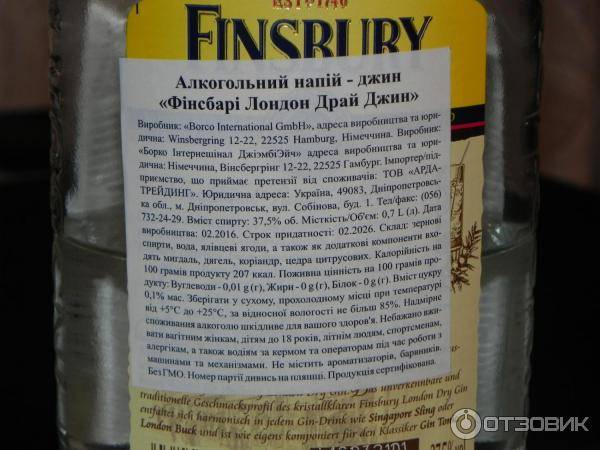 EST 1740
FINSBURY
Алкогольний напій - джин
«Фінсбарі Лондон Драй Джин»
Виробник: «Borco International GmbH», адреса виробництва та юри-
дична: Winsbergring 12-22, 22525 Hamburg, Німеччина. Виробник:
«Борко Інтернешінал ДжіэмбіЭйч» адреса виробництва та юри-
дична: Німеччина, Вінсбергрінг 12-22, 22525 Гамбург. Імпортер/під-
приємство, що приймає претензії від споживачів: ТОВ «АРДА-
ТРЕЙДИНГ». Юридична адреса: Україна, 49083, Дніпропетровсь-
ка обл., м. Дніпропетровськ, вул. Собінова, буд. 1. Тел/факс: (056)
732-24-29. Вміст спирту: 37,5% об. Місткість/Об'єм: 0,7 L (л). Дата
виробництва: 02.2016. Строк придатності: 02.2026. Склад: зернові
спирти, вода, ялівцеві ягоди, а також як додаткові компоненти вхо-
дять мигдаль, дягель, коріандр, цедра цитрусових. Калорійність на
100 грамів продукту 207 ккал. Поживна цінність на 100 грамів про-
дукту: Вуглеводи - 0,01 g (г), Жири - 0 g (г), Білок - 0 g (г). Вміст цукру
0,1% мас. Зберігати у сухому, прохолодному місці при температурі
від +5°С до +25°С, за відносної вологості не більш 85%. Надмірне
споживання алкоголю шкідливе для вашого здоров'я. Небажано вжи-
вати вагітним жінкам, дітям до 18 років, літнім людям, спортсменам,
алергікам, а також водіям за кермом та операторам під час роботи з
машинами та механізмами. Не містить ароматизаторів, барвників.
Без ГМО. Номер партії дивись на пляшці. Продукція сертифікована.
das unverkennbare und
traditionelle Geschmacksprofil des kristallklaren Finsbury London Dry Gin
entfaltet sich harmonisch in jedem Gin-Drink wie Singapore Sling oder
London Buck und ist wie eigens komponiert für den Klassiker Gin Tonic
ОТЗОВИК